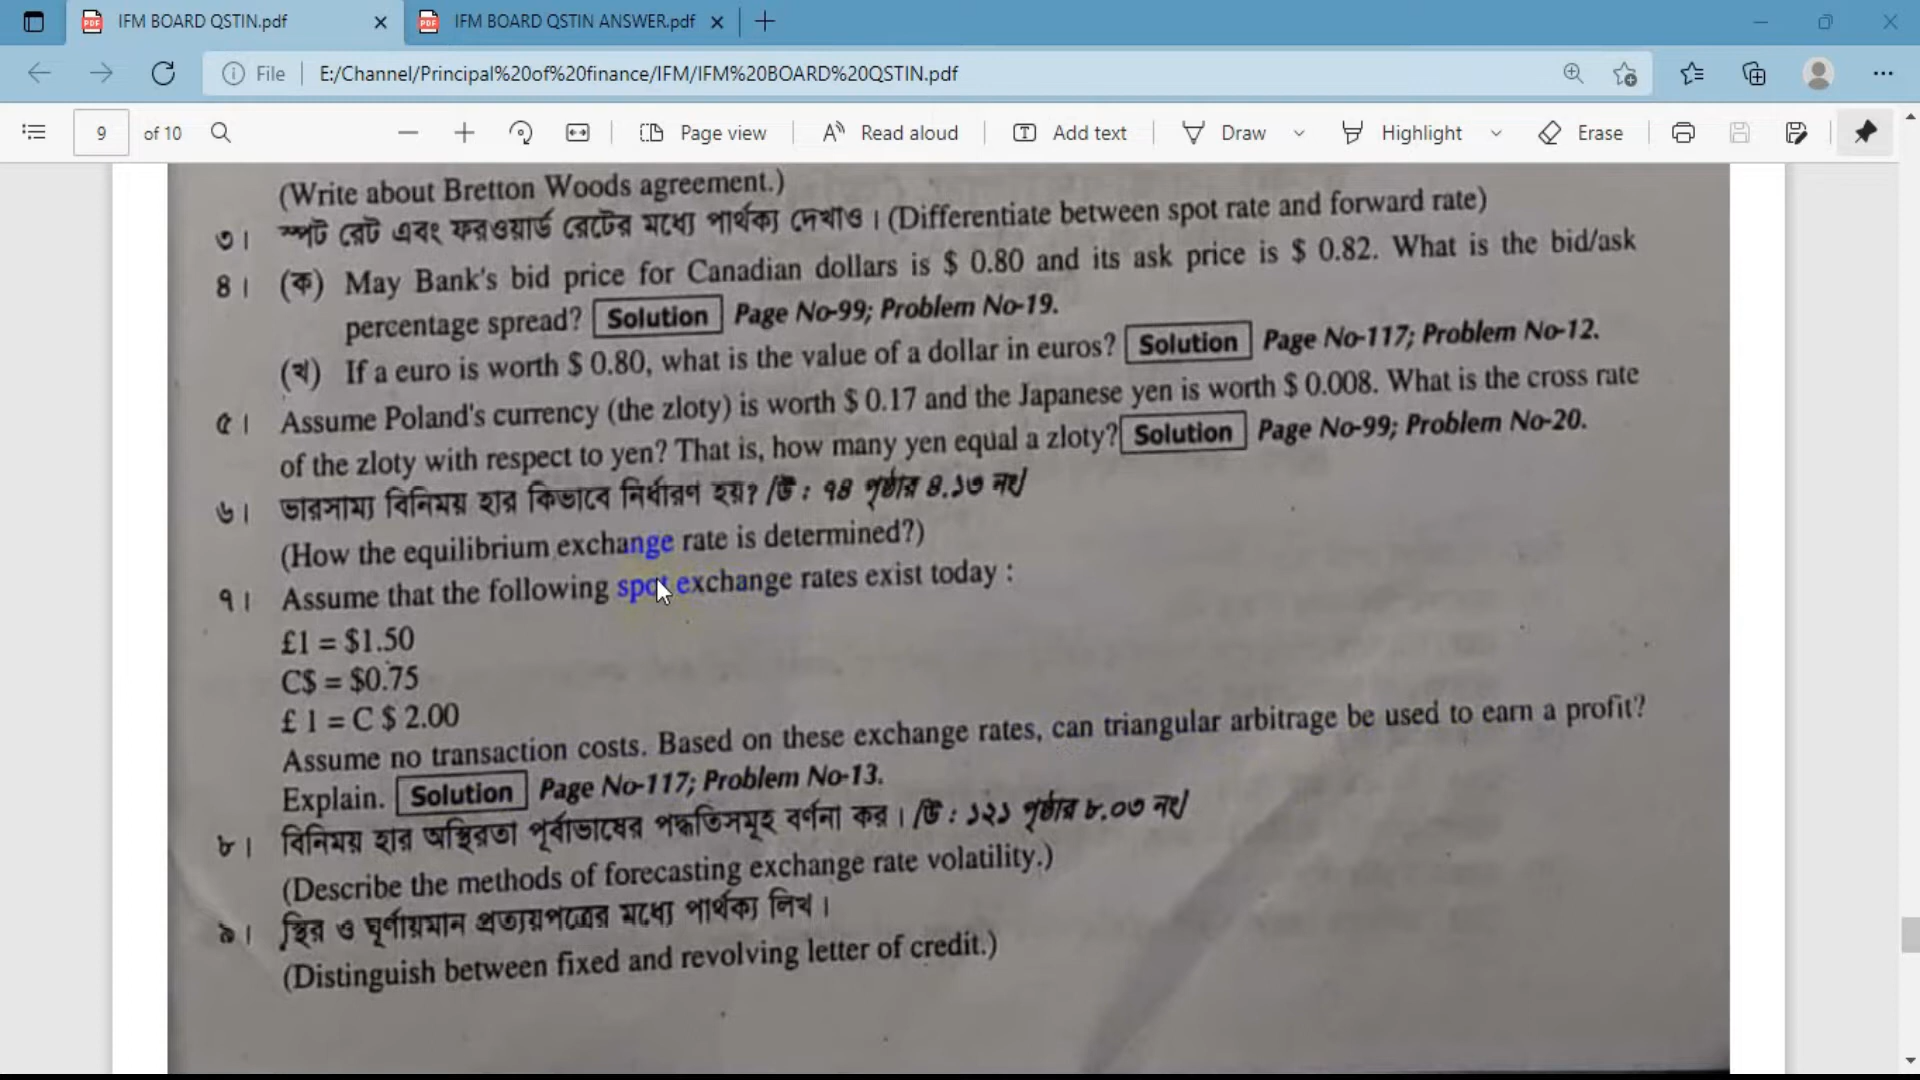 IFM BOARD QSTIN.pdf
IFM BOARD QSTIN ANSWER.pdf
File
E:/Channel/Principal%20of%20finance/IFM/IFM%20BOARD%20QSTIN.pdf
9 of 10
Page view
Read aloud
Add text
Draw
Highlight
Erase
(Write about Bretton Woods agreement.)
৩। স্পট রেট এবং ফরওয়ার্ড রেটের মধ্যে পার্থক্য দেখাও। (Differentiate between spot rate and forward rate)
৪। (ক) May Bank's bid price for Canadian dollars is $ 0.80 and its ask price is $ 0.82. What is the bid/ask
percentage spread? Solution Page No-99; Problem No-19.
(খ) If a euro is worth $ 0.80, what is the value of a dollar in euros? Solution Page No-117; Problem No-12.
৫। Assume Poland's currency (the zloty) is worth $ 0.17 and the Japanese yen is worth $ 0.008. What is the cross rate
of the zloty with respect to yen? That is, how many yen equal a zloty? Solution Page No-99; Problem No-20.
৬। ভারসাম্য বিনিময় হার কিভাবে নির্ধারণ হয়? [উ : ৭৪ পৃষ্ঠার ৪.১৩ নং]
(How the equilibrium exchange rate is determined?)
৭। Assume that the following spot exchange rates exist today :
£1 = $1.50
C$ = $0.75
£ 1 = C $ 2.00
Assume no transaction costs. Based on these exchange rates, can triangular arbitrage be used to earn a profit?
Explain. Solution Page No-117; Problem No-13.
৮। বিনিময় হার অস্থিরতা পূর্বাভাষের পদ্ধতিসমূহ বর্ণনা কর। [উ : ১২১ পৃষ্ঠার ৮.০৩ নং]
(Describe the methods of forecasting exchange rate volatility.)
৯। স্থির ও ঘূর্ণায়মান প্রত্যয়পত্রের মধ্যে পার্থক্য লিখ।
(Distinguish between fixed and revolving letter of credit.)